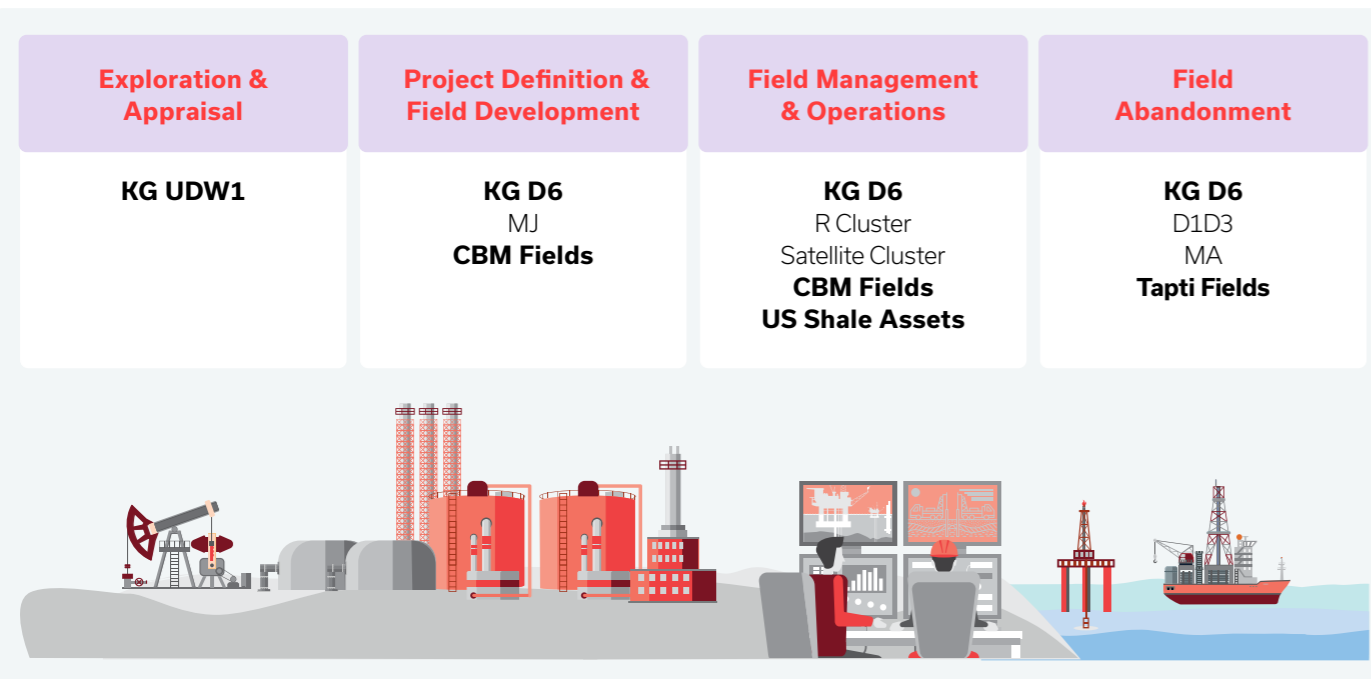 Exploration &
Appraisal
KG UDW1
Project Definition &
Field Development
KG D6
MJ
CBM Fields
Field Management
& Operations
KG D6
R Cluster
Satellite Cluster
CBM Fields
US Shale Assets
Field
Abandonment
KG D6
D1D3
MA
Tapti Fields